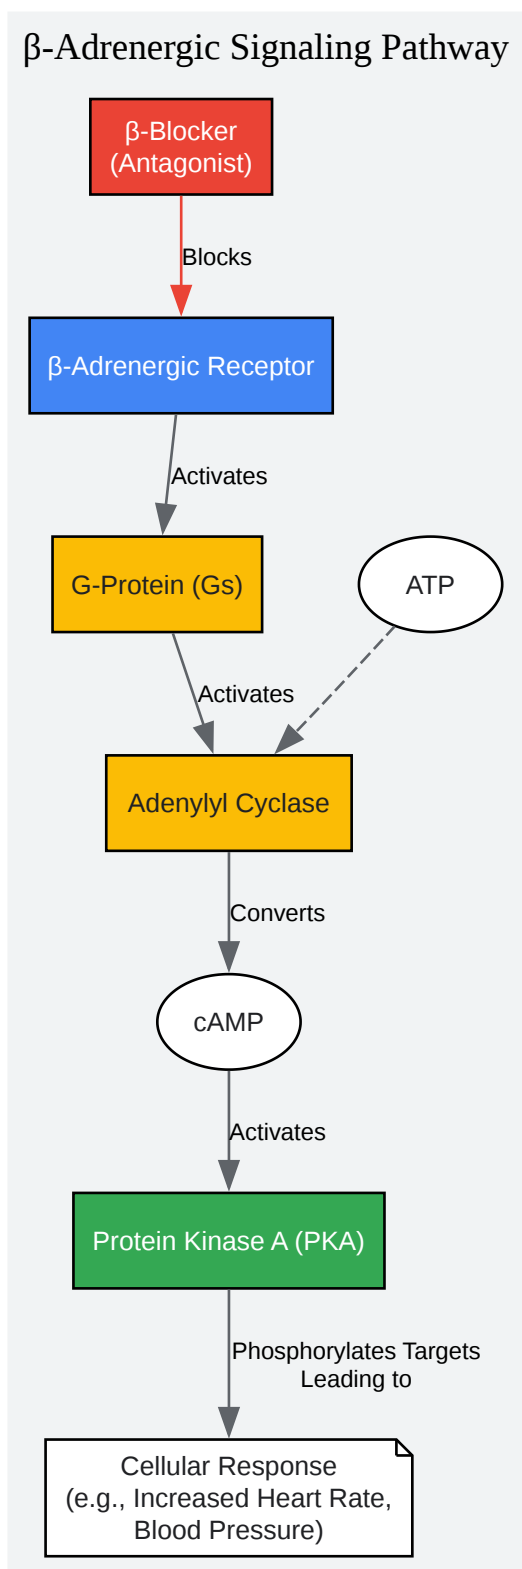 β-Adrenergic Signaling Pathway
β-Blocker
(Antagonist)
Blocks
β-Adrenergic Receptor
Activates
G-Protein (Gs)
ATP
Activates
Adenylyl Cyclase
Converts
cAMP
Activates
Protein Kinase A (PKA)
Phosphorylates Targets
Leading to
Cellular Response
(e.g., Increased Heart Rate,
Blood Pressure)